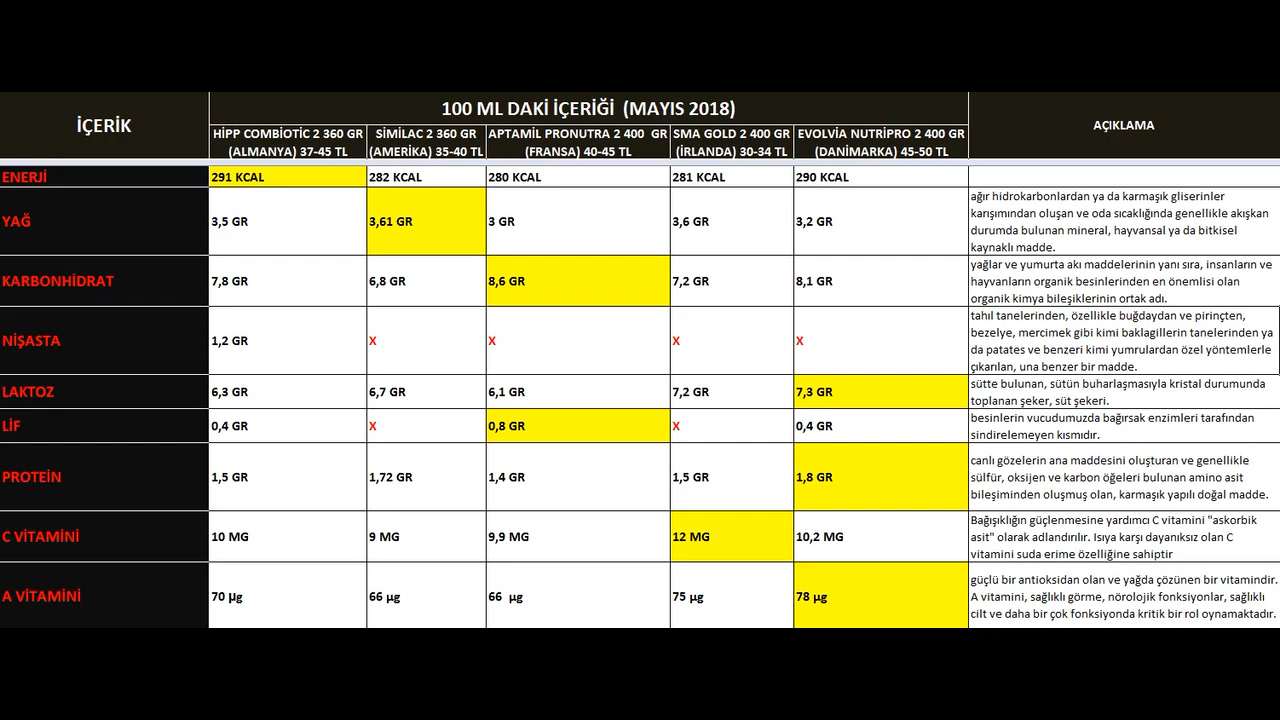 İÇERİK
100 ML DAKİ İÇERİĞİ (MAYIS 2018)
AÇIKLAMA
HİPP COMBİOTİC 2 360 GR
(ALMANYA) 37-45 TL
SİMİLAC 2 360 GR
(AMERİKA) 35-40 TL
APTAMİL PRONUTRA 2 400 GR
(FRANSA) 40-45 TL
SMA GOLD 2 400 GR
(İRLANDA) 30-34 TL
EVOLVİA NUTRİPRO 2 400 GR
(DANİMARKA) 45-50 TL
ENERJİ 291 KCAL 282 KCAL 280 KCAL 281 KCAL 290 KCAL
YAĞ 3,5 GR 3,61 GR 3 GR 3,6 GR 3,2 GR
ağır hidrokarbonlardan ya da karmaşık gliserinler
karışımından oluşan ve oda sıcaklığında genellikle akışkan
durumda bulunan mineral, hayvansal ya da bitkisel
kaynaklı madde.
KARBONHİDRAT 7,8 GR 6,8 GR 8,6 GR 7,2 GR 8,1 GR
yağlar ve yumurta akı maddelerinin yanı sıra, insanların ve
hayvanların organik besinlerinden en önemlisi olan
organik kimya bileşiklerinin ortak adı.
NİŞASTA 1,2 GR X X X X
tahıl tanelerinden, özellikle buğdaydan ve pirinçten,
bezelye, mercimek gibi kimi baklagillerin tanelerinden ya
da patates ve benzeri kimi yumrulardan özel yöntemlerle
çıkarılan, una benzer bir madde.
LAKTOZ 6,3 GR 6,7 GR 6,1 GR 7,2 GR 7,3 GR
sütte bulunan, sütün buharlaşmasıyla kristal durumunda
toplanan şeker, süt şekeri.
LİF 0,4 GR X 0,8 GR X 0,4 GR
besinlerin vucudumuzda bağırsak enzimleri tarafından
sindirelemeyen kısmıdır.
PROTEİN 1,5 GR 1,72 GR 1,4 GR 1,5 GR 1,8 GR
canlı gözelerin ana maddesini oluşturan ve genellikle
sülfür, oksijen ve karbon öğeleri bulunan amino asit
bileşiminden oluşmuş olan, karmaşık yapılı doğal madde.
C VİTAMİNİ 10 MG 9 MG 9,9 MG 12 MG 10,2 MG
Bağışıklığın güçlenmesine yardımcı C vitamini "askorbik
asit" olarak adlandırılır. Isıya karşı dayanıksız olan C
vitamini suda erime özelliğine sahiptir
A VİTAMİNİ 70 µg 66 µg 66 µg 75 µg 78 µg
güçlü bir antioksidan olan ve yağda çözünen bir vitamindir.
A vitamini, sağlıklı görme, nörolojik fonksiyonlar, sağlıklı
cilt ve daha bir çok fonksiyonda kritik bir rol oynamaktadır.